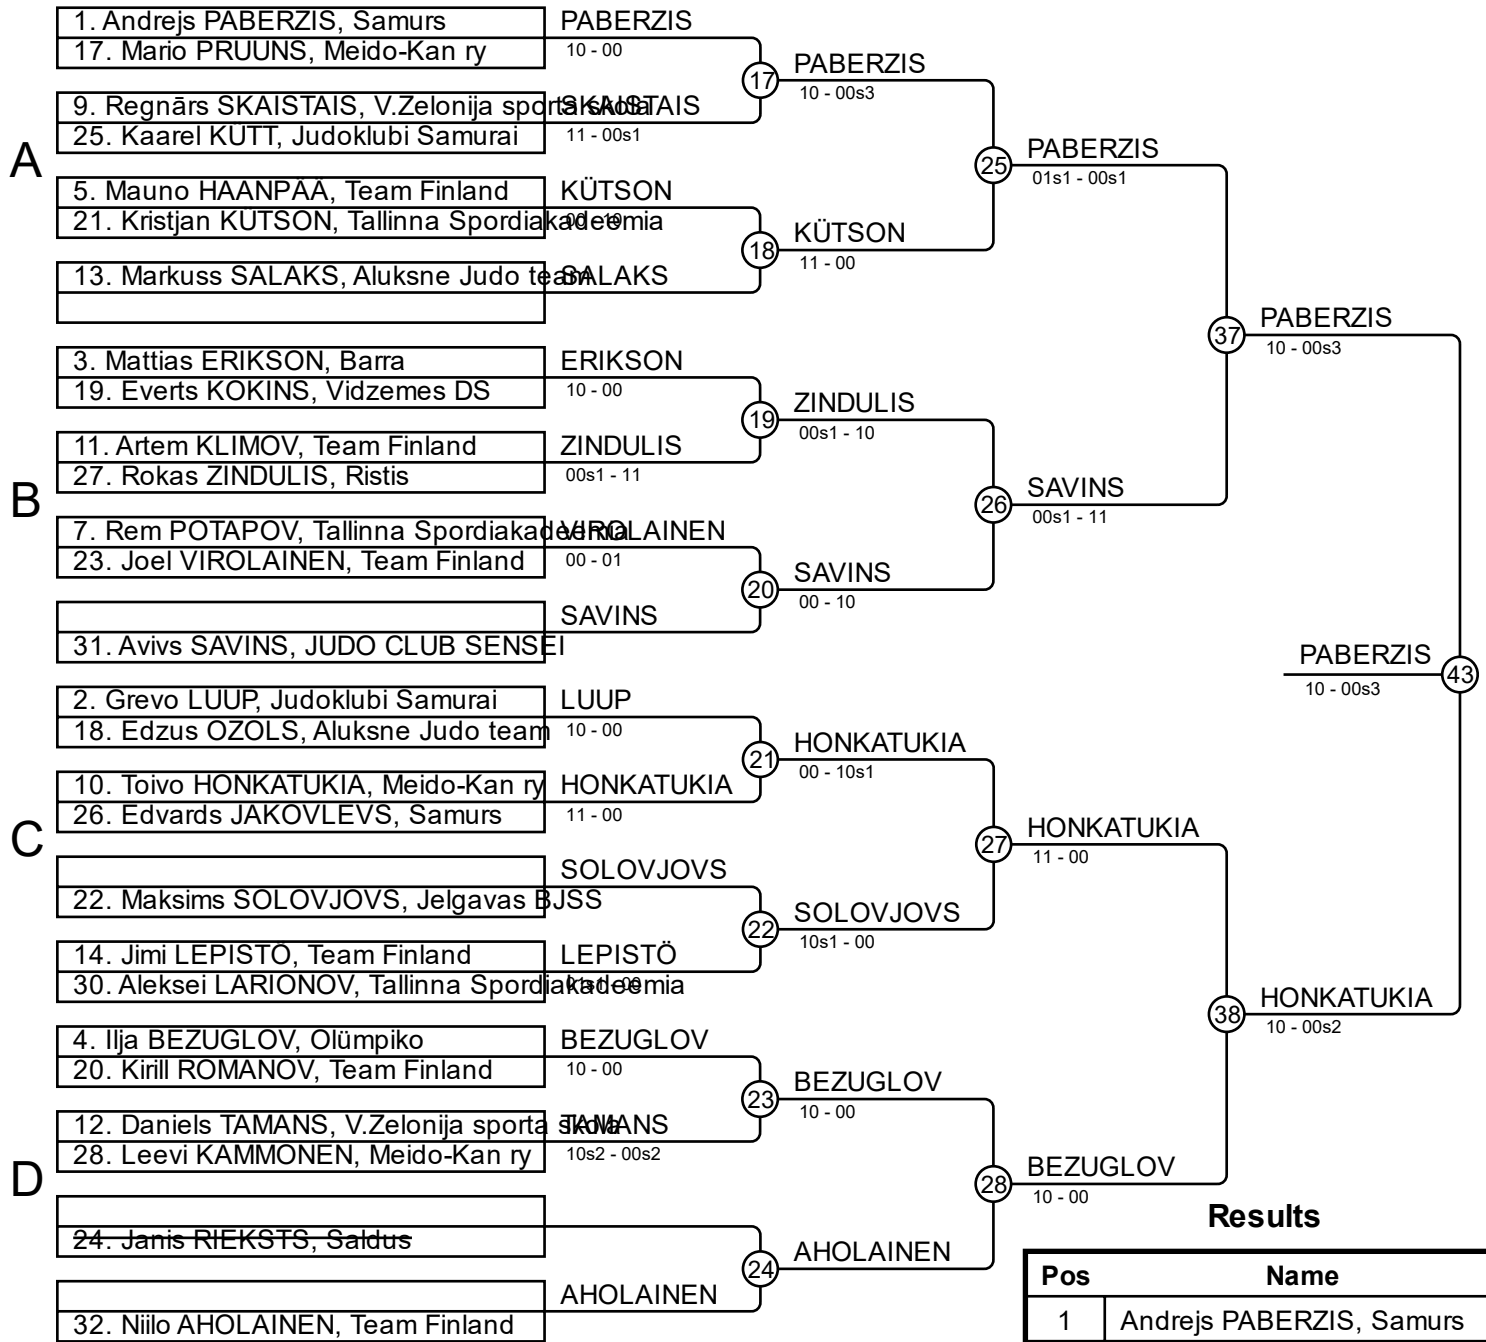 1. Andrejs PABERZIS, Samurs
PABERZIS
17. Mario PRUUNS, Meido-Kan ry
10 - 00
17
PABERZIS
10 - 00s3
9. Regnārs SKAISTAIS, V.Zelonija sporta skola
SKAISTAIS
25. Kaarel KÜTT, Judoklubi Samurai
11 - 00s1
A
25
PABERZIS
01s1 - 00s1
5. Mauno HAANPÄÄ, Team Finland
KÜTSON
21. Kristjan KÜTSON, Tallinna Spordiakadeemia
00 - 10
18
KÜTSON
11 - 00
13. Markuss SALAKS, Aluksne Judo team
SALAKS
37
PABERZIS
10 - 00s3
3. Mattias ERIKSON, Barra
ERIKSON
19. Everts KOKINS, Vidzemes DS
10 - 00
19
ZINDULIS
00s1 - 10
11. Artem KLIMOV, Team Finland
ZINDULIS
27. Rokas ZINDULIS, Ristis
00s1 - 11
B
26
SAVINS
00s1 - 11
7. Rem POTAPOV, Tallinna Spordiakadeemia
VIROLAINEN
23. Joel VIROLAINEN, Team Finland
00 - 01
20
SAVINS
00 - 10
SAVINS
31. Avivs SAVINS, JUDO CLUB SENSEI
PABERZIS
43
10 - 00s3
2. Grevo LUUP, Judoklubi Samurai
LUUP
18. Edzus OZOLS, Aluksne Judo team
10 - 00
21
HONKATUKIA
00 - 10s1
10. Toivo HONKATUKIA, Meido-Kan ry
HONKATUKIA
26. Edvards JAKOVLEVS, Samurs
11 - 00
C
27
HONKATUKIA
11 - 00
SOLOVJOVS
22. Maksims SOLOVJOVS, Jelgavas BJSS
22
SOLOVJOVS
10s1 - 00
14. Jimi LEPISTÖ, Team Finland
LEPISTÖ
30. Aleksei LARIONOV, Tallinna Spordiakadeemia
01s1 - 00
38
HONKATUKIA
10 - 00s2
4. Ilja BEZUGLOV, Olümpiko
BEZUGLOV
20. Kirill ROMANOV, Team Finland
10 - 00
23
BEZUGLOV
10 - 00
12. Daniels TAMANS, V.Zelonija sporta skola
TAMANS
28. Leevi KAMMONEN, Meido-Kan ry
10s2 - 00s2
D
28
BEZUGLOV
10 - 00
24. Janis RIEKSTS, Saldus
24
AHOLAINEN
AHOLAINEN
32. Niilo AHOLAINEN, Team Finland
Results
Pos Name
1 Andrejs PABERZIS, Samurs